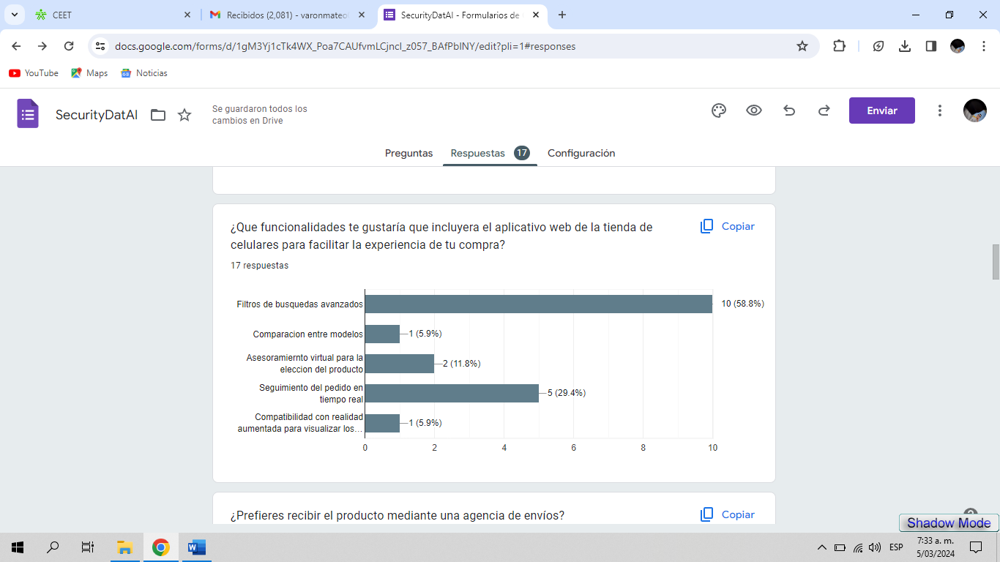 CEET
Recibidos (2,081) - varonmateo
SecurityDatAI - Formularios de
docs.google.com/forms/d/1gM3Yj1cTk4WX_Poa7CAUfvmLCjncI_z057_BAfPbINY/edit?pli=1#responses
YouTube
Maps
Noticias
SecurityDatAI
Se guardaron todos los
cambios en Drive
Enviar
Preguntas
Respuestas 17
Configuración
¿Que funcionalidades te gustaría que incluyera el aplicativo web de la tienda de
celulares para facilitar la experiencia de tu compra?
Copiar
17 respuestas
Filtros de busquedas avanzados
10 (58.8%)
Comparacion entre modelos
1 (5.9%)
Asesoramiernto virtual para la
eleccion del producto
2 (11.8%)
Seguimiento del pedido en
tiempo real
5 (29.4%)
Compatibilidad con realidad
aumentada para visualizar los…
1 (5.9%)
0 2 4 6 8 10
¿Prefieres recibir el producto mediante una agencia de envíos?
Copiar
Shadow Mode
ESP
7:33 a. m.
5/03/2024